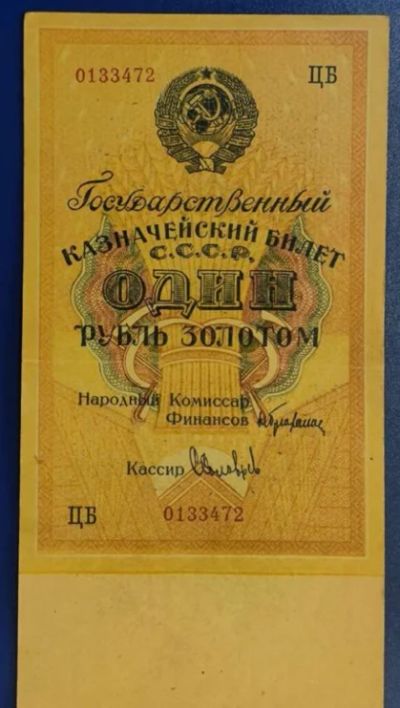 0133472 ЦБ
Государственный
КАЗНАЧЕЙСКИЙ БИЛЕТ
С.С.С.Р.
ОДИН
РУБЛЬ ЗОЛОТОМ
Народный Комиссар
Финансов
Кассир
ЦБ 0133472